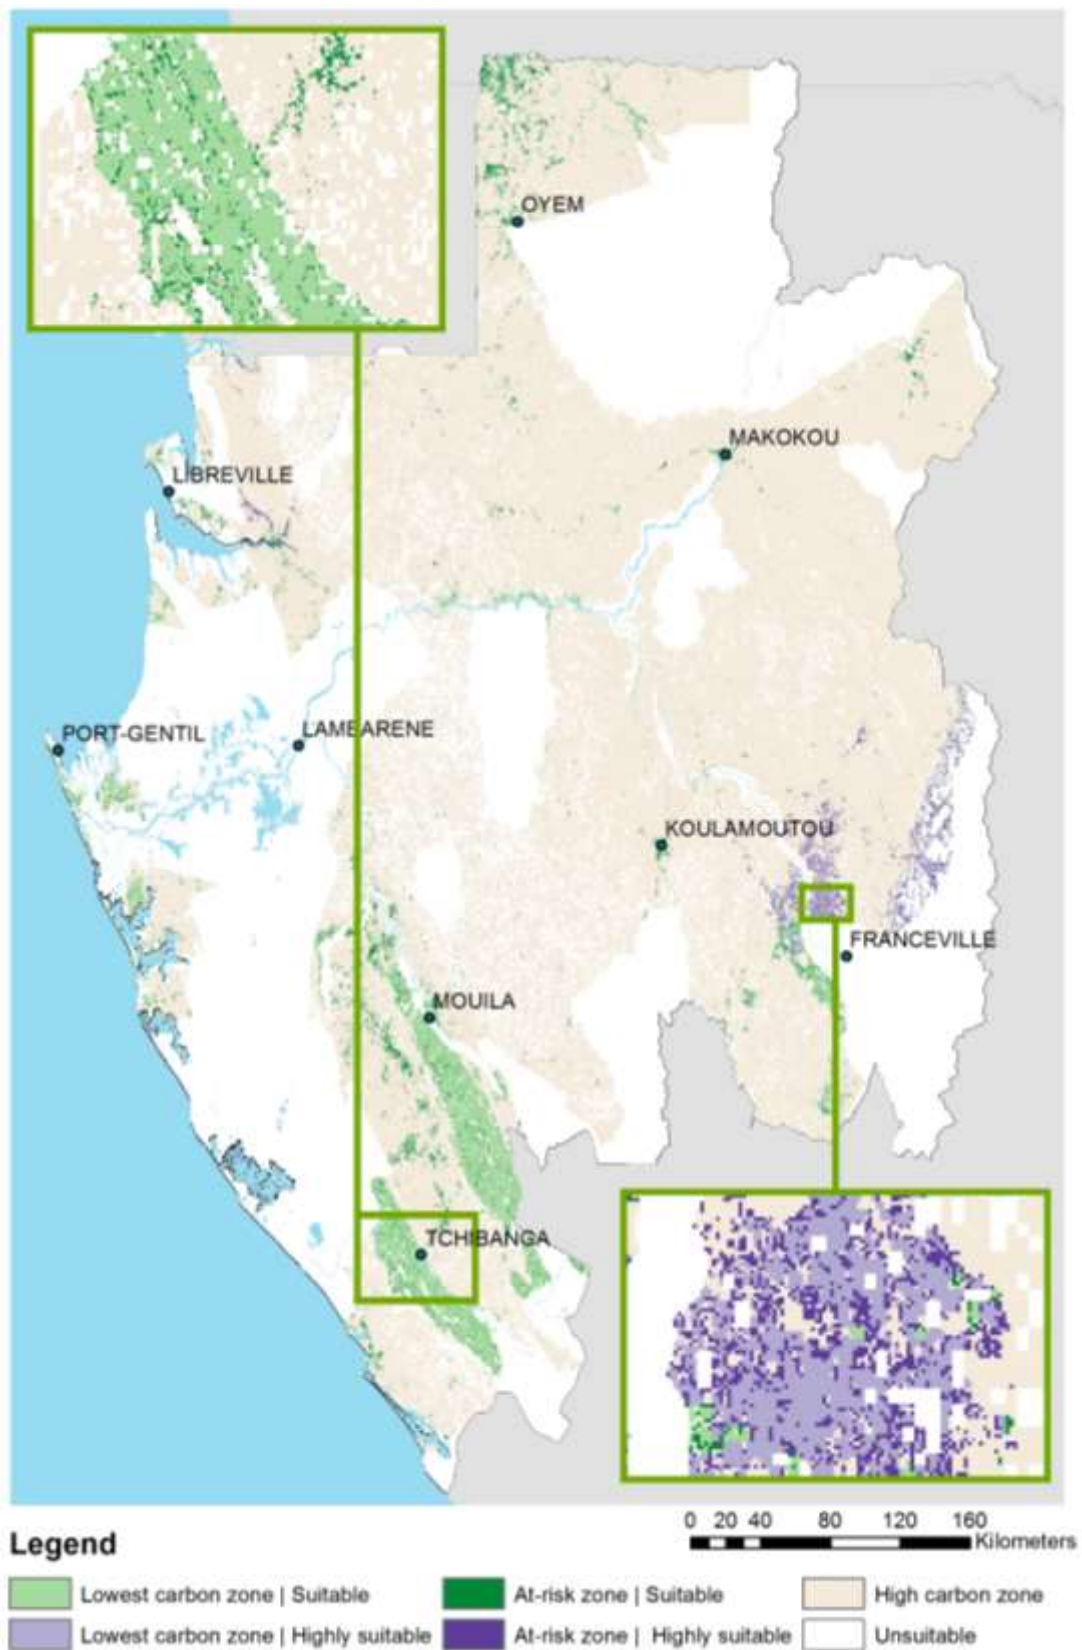 OYEM
MAKOKOU
LIBREVILLE
PORT-GENTIL
LAMBARENE
KOULAMOUTOU
FRANCEVILLE
MOUILA
TCHIBANGA
0 20 40 80 120 160
Kilometers
Legend
Lowest carbon zone | Suitable
At-risk zone | Suitable
High carbon zone
Lowest carbon zone | Highly suitable
At-risk zone | Highly suitable
Unsuitable